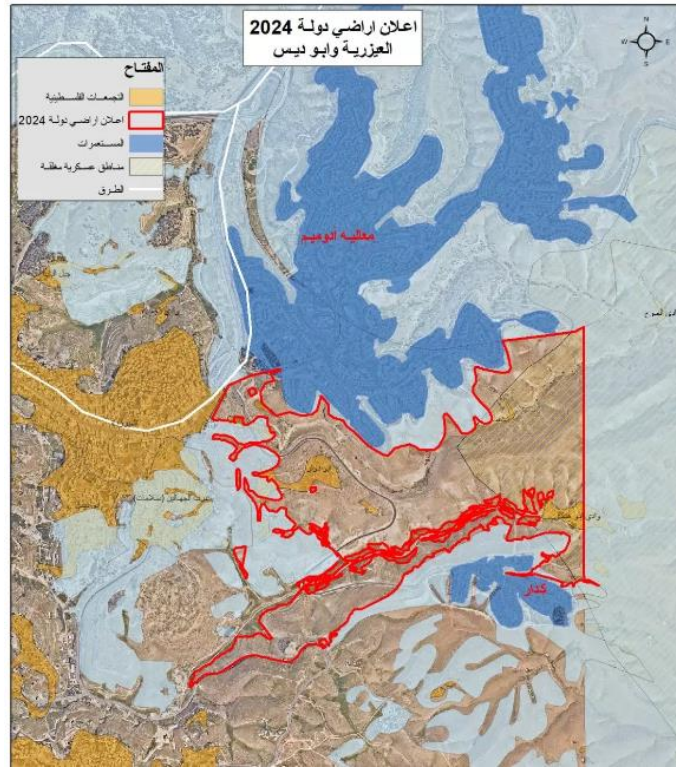 اعلان اراضي دولة 2024
العيزرية وابو ديس
N
W E
S
المفتاح
التجمعات الفلسطينية
اعلان اراضي دولة 2024
المستعمرات
مناطق عسكرية مغلقة
الطرق
معاليه ادوميم
كدار